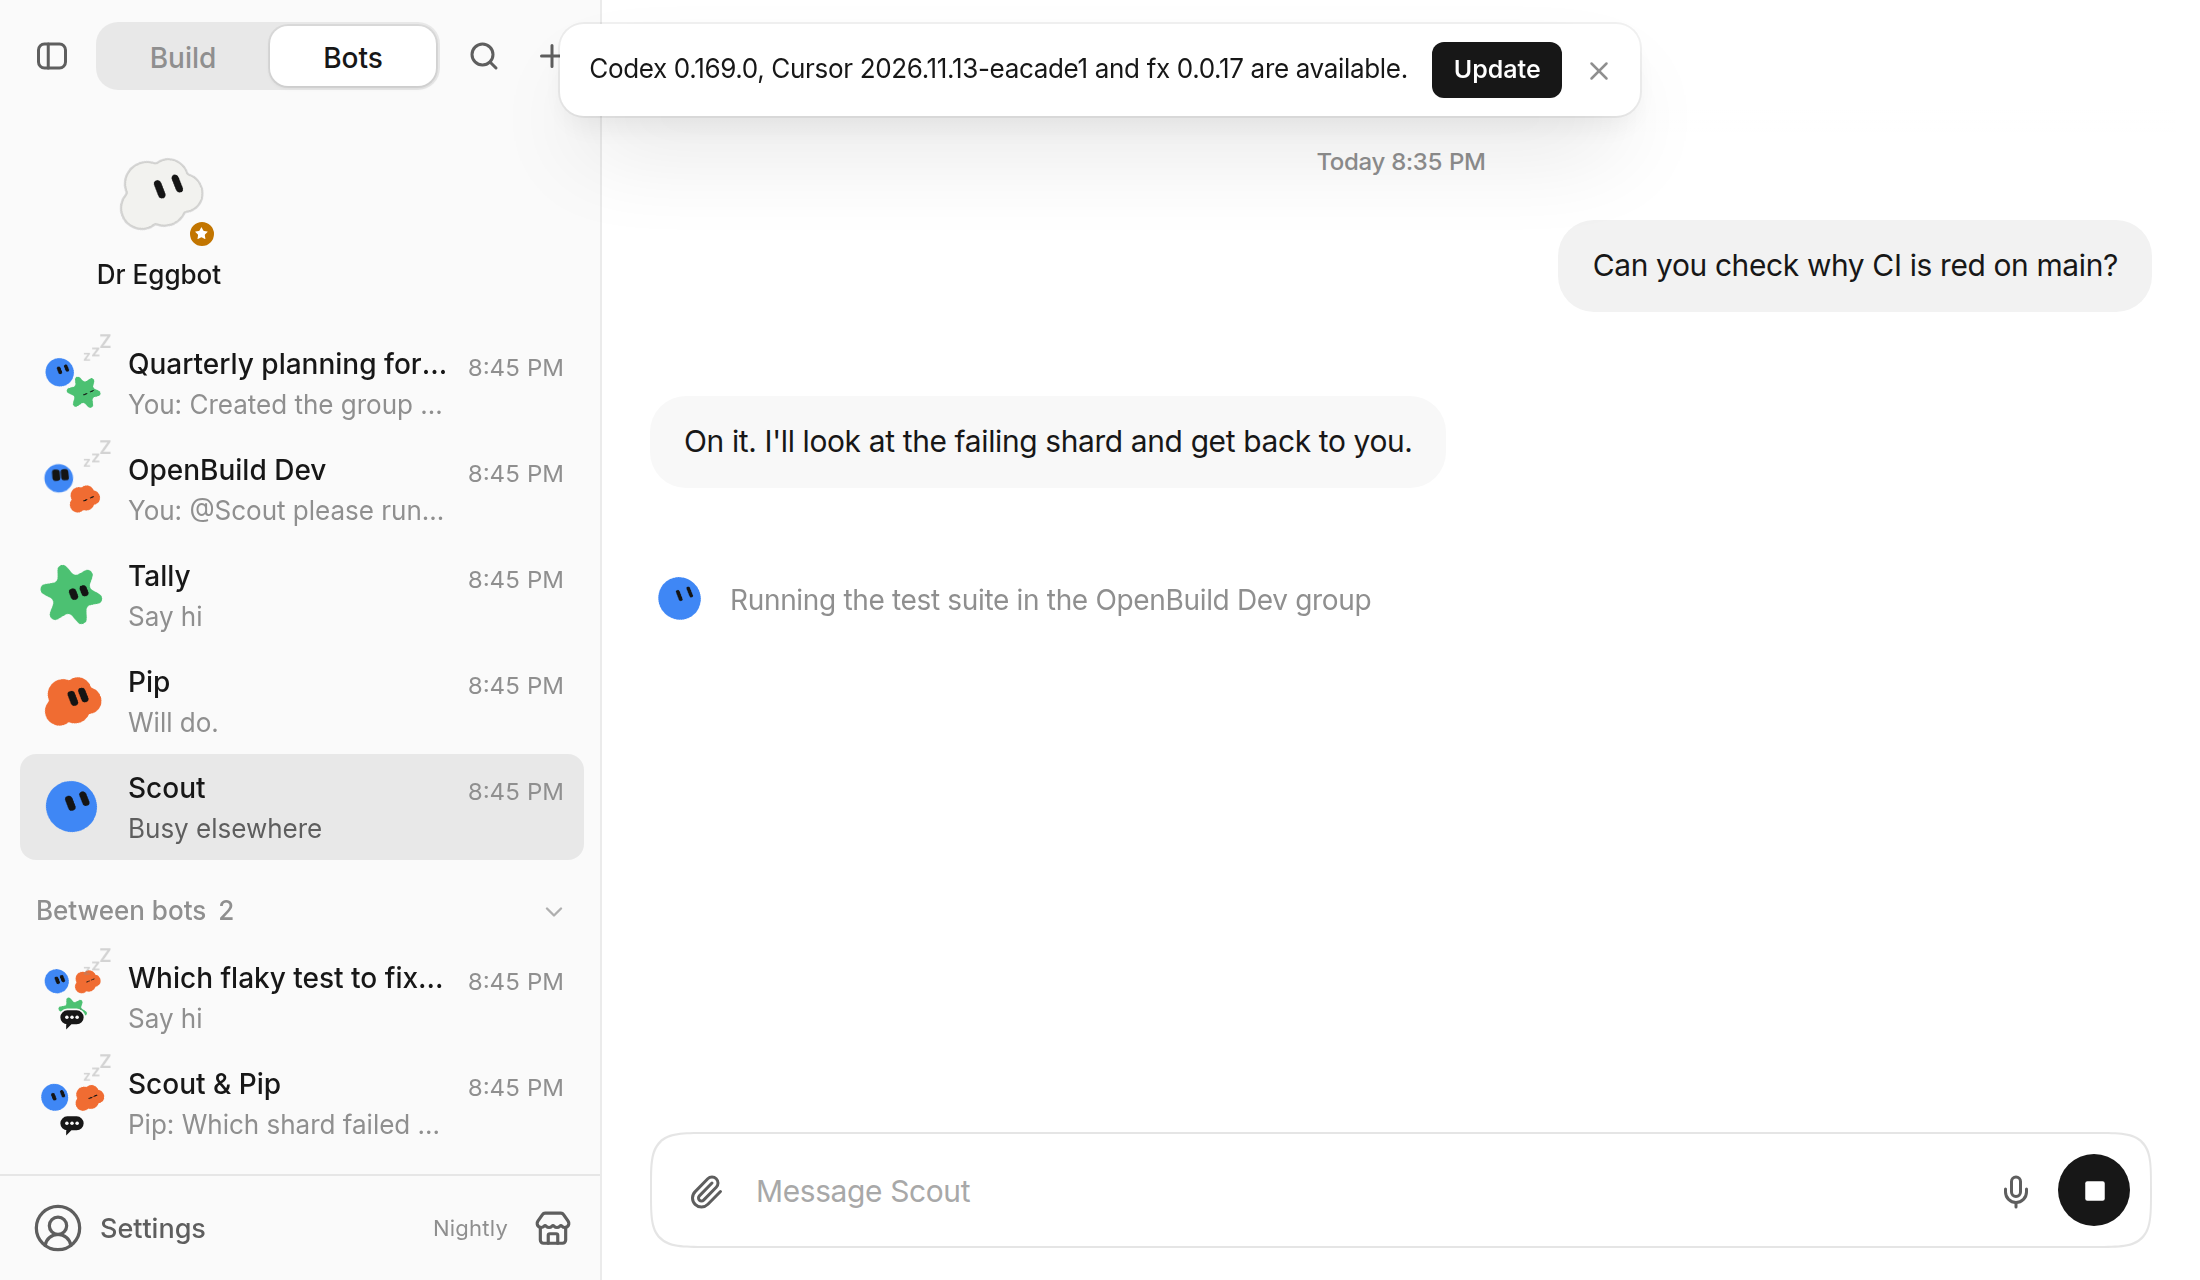 Build
Bots
Codex 0.169.0, Cursor 2026.11.13-eacade1 and fx 0.0.17 are available.
Update
Dr Eggbot
Quarterly planning for...
8:45 PM
You: Created the group ...
OpenBuild Dev
8:45 PM
You: @Scout please run...
Tally
8:45 PM
Say hi
Pip
8:45 PM
Will do.
Scout
8:45 PM
Busy elsewhere
Between bots 2
Which flaky test to fix...
8:45 PM
Say hi
Scout & Pip
8:45 PM
Pip: Which shard failed ...
Settings
Nightly
Today 8:35 PM
Can you check why CI is red on main?
On it. I'll look at the failing shard and get back to you.
Running the test suite in the OpenBuild Dev group
Message Scout